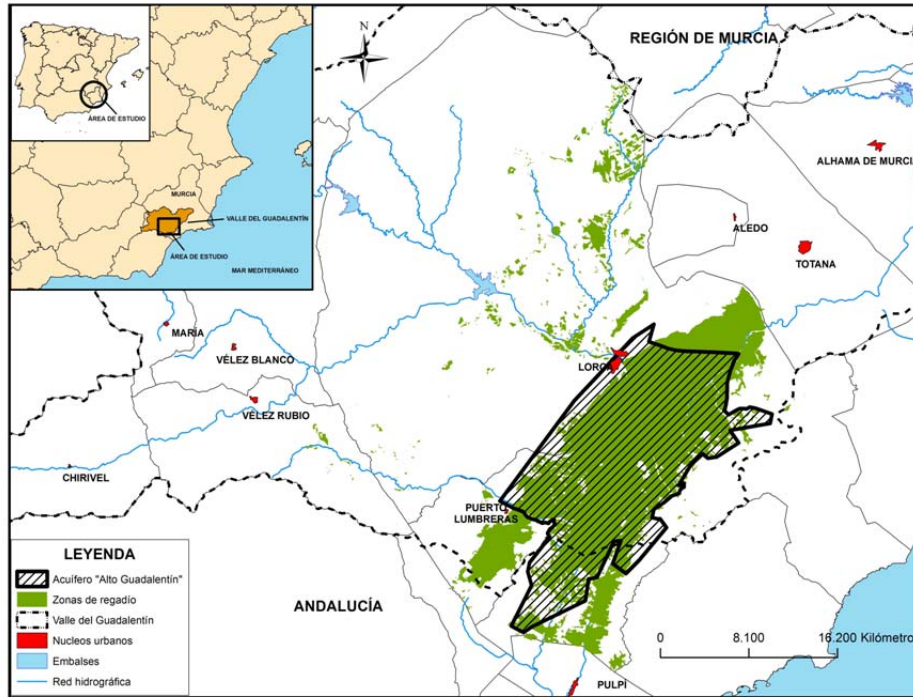 ÁREA DE ESTUDIO
MURCIA
VALLE DEL GUADALENTÍN
ÁREA DE ESTUDIO
MAR MEDITERRÁNEO
N
REGIÓN DE MURCIA
ALHAMA DE MURCI
ALEDO
TOTANA
MARÍA
VÉLEZ BLANCO
LORCA
VÉLEZ RUBIO
CHIRIVEL
PUERTO
LUMBRERAS
ANDALUCÍA
PULPÍ
0 8.100 16.200 Kilómetro
LEYENDA
Acuífero "Alto Guadalentín"
Zonas de regadío
Valle del Guadalentín
Nucleos urbanos
Embalses
Red hidrográfica